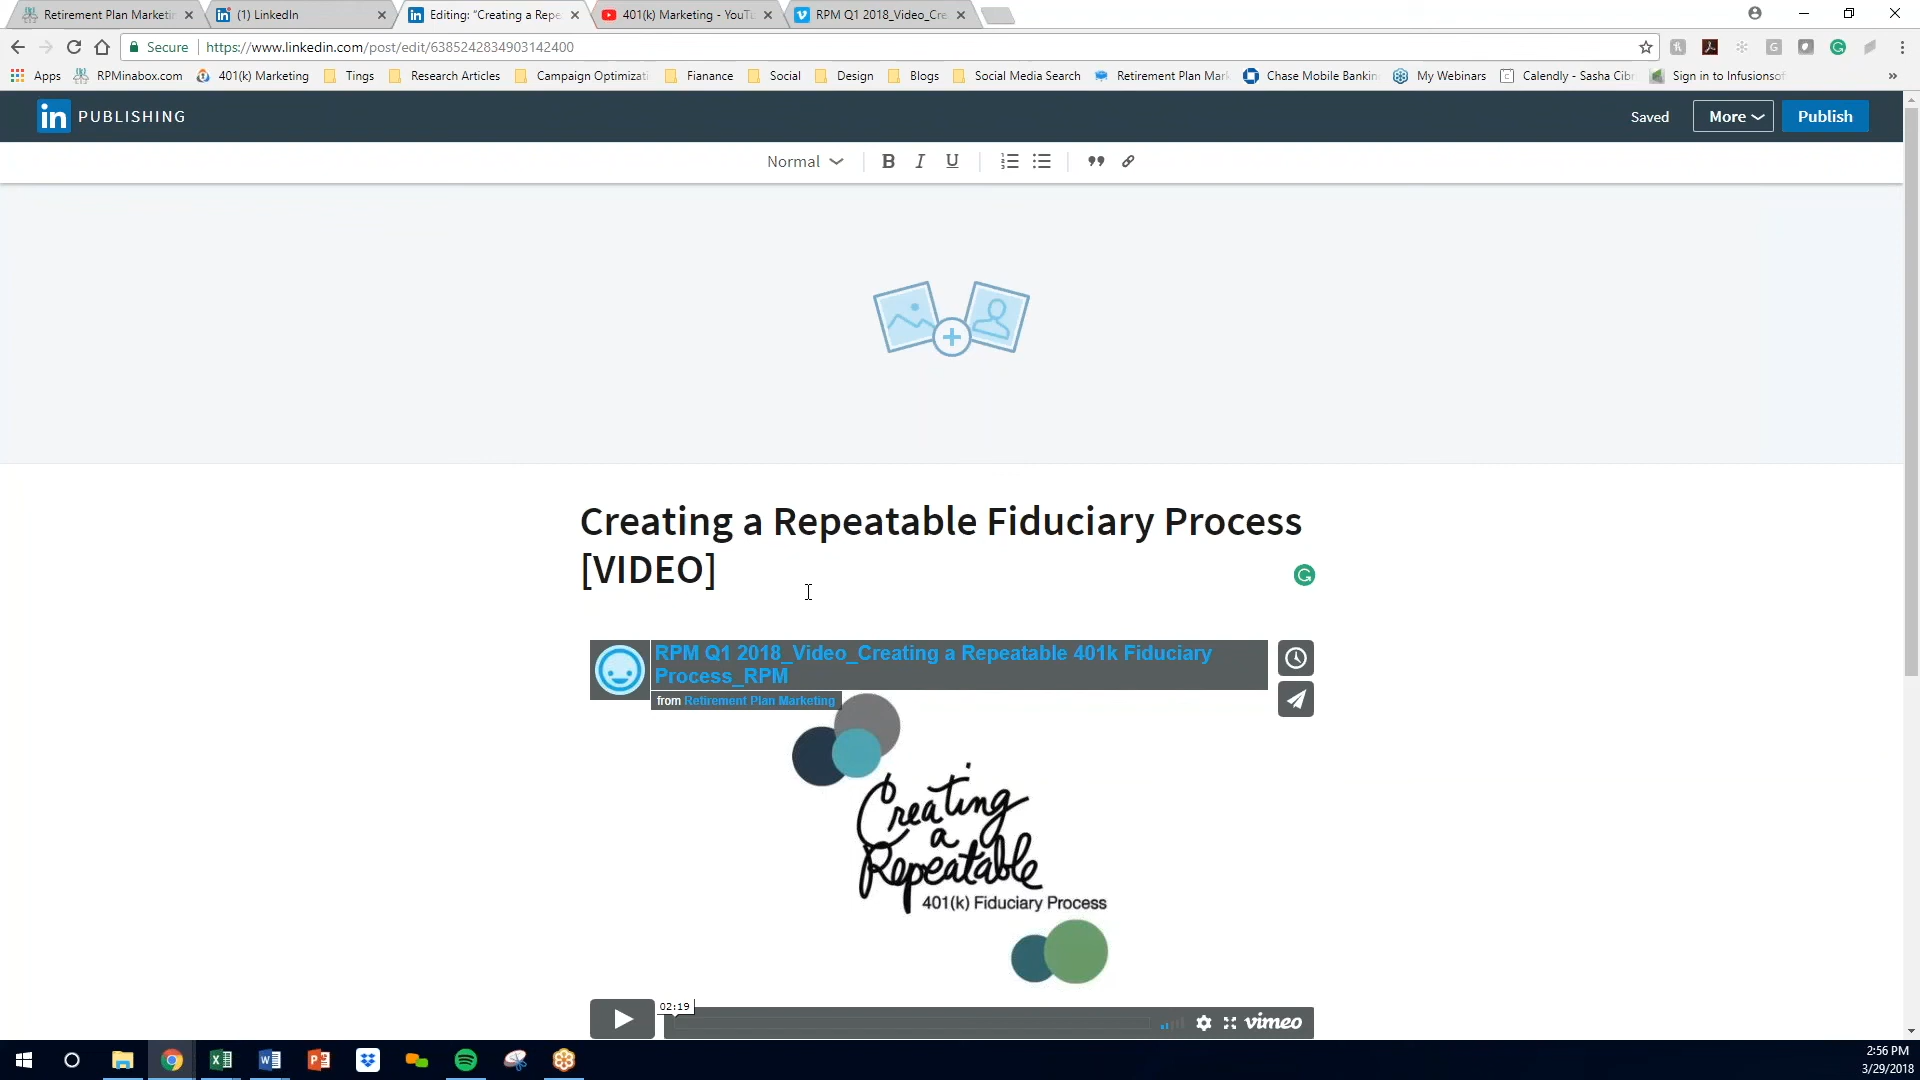 Retirement Plan Marketin
(1) LinkedIn
Editing: "Creating a Repe
401(k) Marketing - YouTu
RPM Q1 2018_Video_Cre
Secure
https://www.linkedin.com/post/edit/6385242834903142400
Apps
RPMinabox.com
401(k) Marketing
Tings
Research Articles
Campaign Optimizati
Fianance
Social
Design
Blogs
Social Media Search
Retirement Plan Mark
Chase Mobile Bankin
My Webinars
Calendly - Sasha Cib
Sign in to Infusionsof
in PUBLISHING
Saved
More
Publish
Normal
B I U
Creating a Repeatable Fiduciary Process
[VIDEO]
RPM Q1 2018_Video_Creating a Repeatable 401k Fiduciary
Process_RPM
from Retirement Plan Marketing
Creating
a
Repeatable
401(k) Fiduciary Process
02:19
vimeo
2:56 PM
3/29/2018